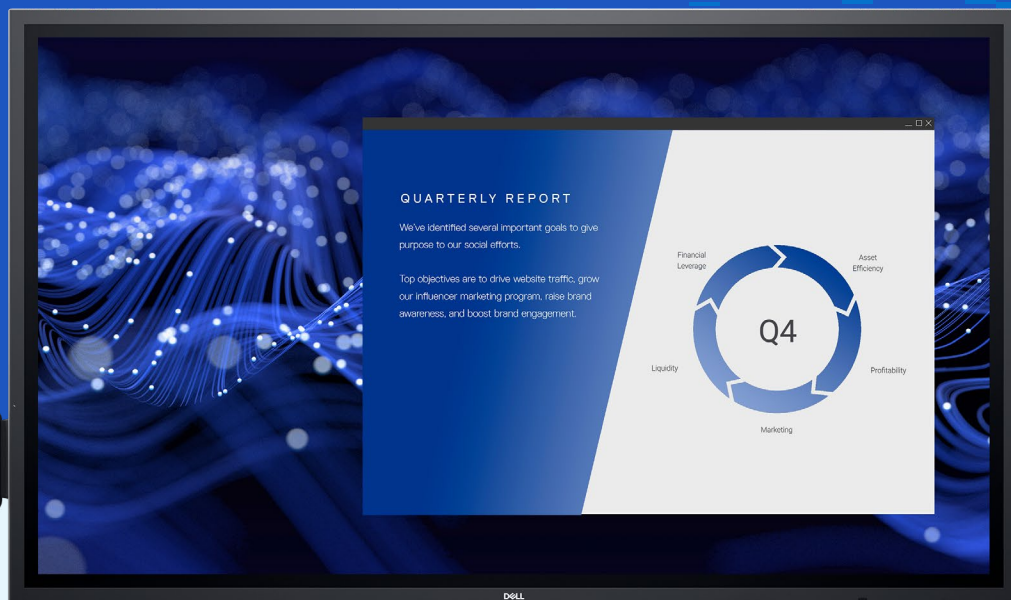 QUARTERLY REPORT
We've identified several important goals to give
purpose to our social efforts.
Top objectives are to drive website traffic, grow
our influencer marketing program, raise brand
awareness, and boost brand engagement.
Financial
Leverage
Asset
Efficiency
Q4
Liquidity
Profitability
Marketing
DELL